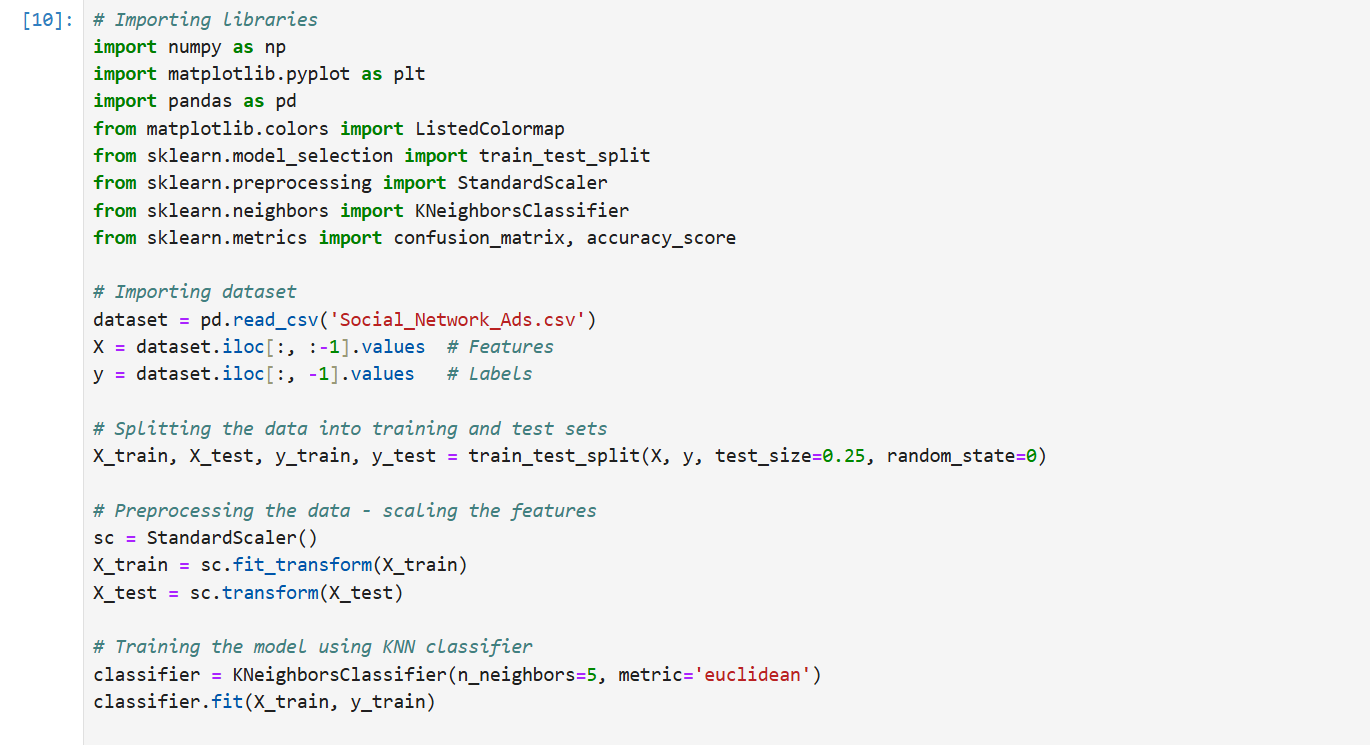 [10]: # Importing libraries
import numpy as np
import matplotlib.pyplot as plt
import pandas as pd
from matplotlib.colors import ListedColormap
from sklearn.model_selection import train_test_split
from sklearn.preprocessing import StandardScaler
from sklearn.neighbors import KNeighborsClassifier
from sklearn.metrics import confusion_matrix, accuracy_score

# Importing dataset
dataset = pd.read_csv('Social_Network_Ads.csv')
X = dataset.iloc[:, :-1].values  # Features
y = dataset.iloc[:, -1].values   # Labels

# Splitting the data into training and test sets
X_train, X_test, y_train, y_test = train_test_split(X, y, test_size=0.25, random_state=0)

# Preprocessing the data - scaling the features
sc = StandardScaler()
X_train = sc.fit_transform(X_train)
X_test = sc.transform(X_test)

# Training the model using KNN classifier
classifier = KNeighborsClassifier(n_neighbors=5, metric='euclidean')
classifier.fit(X_train, y_train)